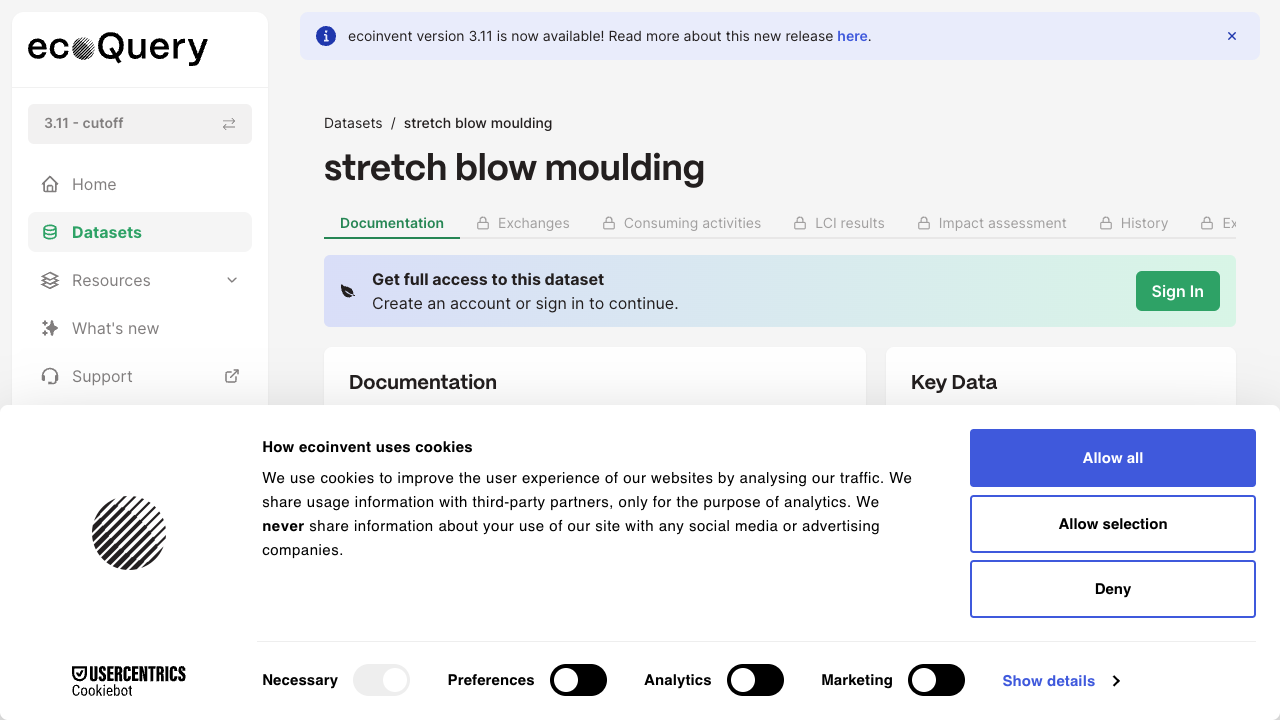 ecoQuery
3.11 - cutoff
Home
Datasets
Resources
What's new
Support
ecoinvent version 3.11 is now available! Read more about this new release here.
Datasets / stretch blow moulding
stretch blow moulding
Documentation Exchanges Consuming activities LCI results Impact assessment History Ex
Get full access to this dataset
Create an account or sign in to continue.
Sign In
Documentation
Key Data
How ecoinvent uses cookies
We use cookies to improve the user experience of our websites by analysing our traffic. We
share usage information with third-party partners, only for the purpose of analytics. We
never share information about your use of our site with any social media or advertising
companies.
Allow all
Allow selection
Deny
USERCENTRICS
Cookiebot
Necessary Preferences Analytics Marketing Show details